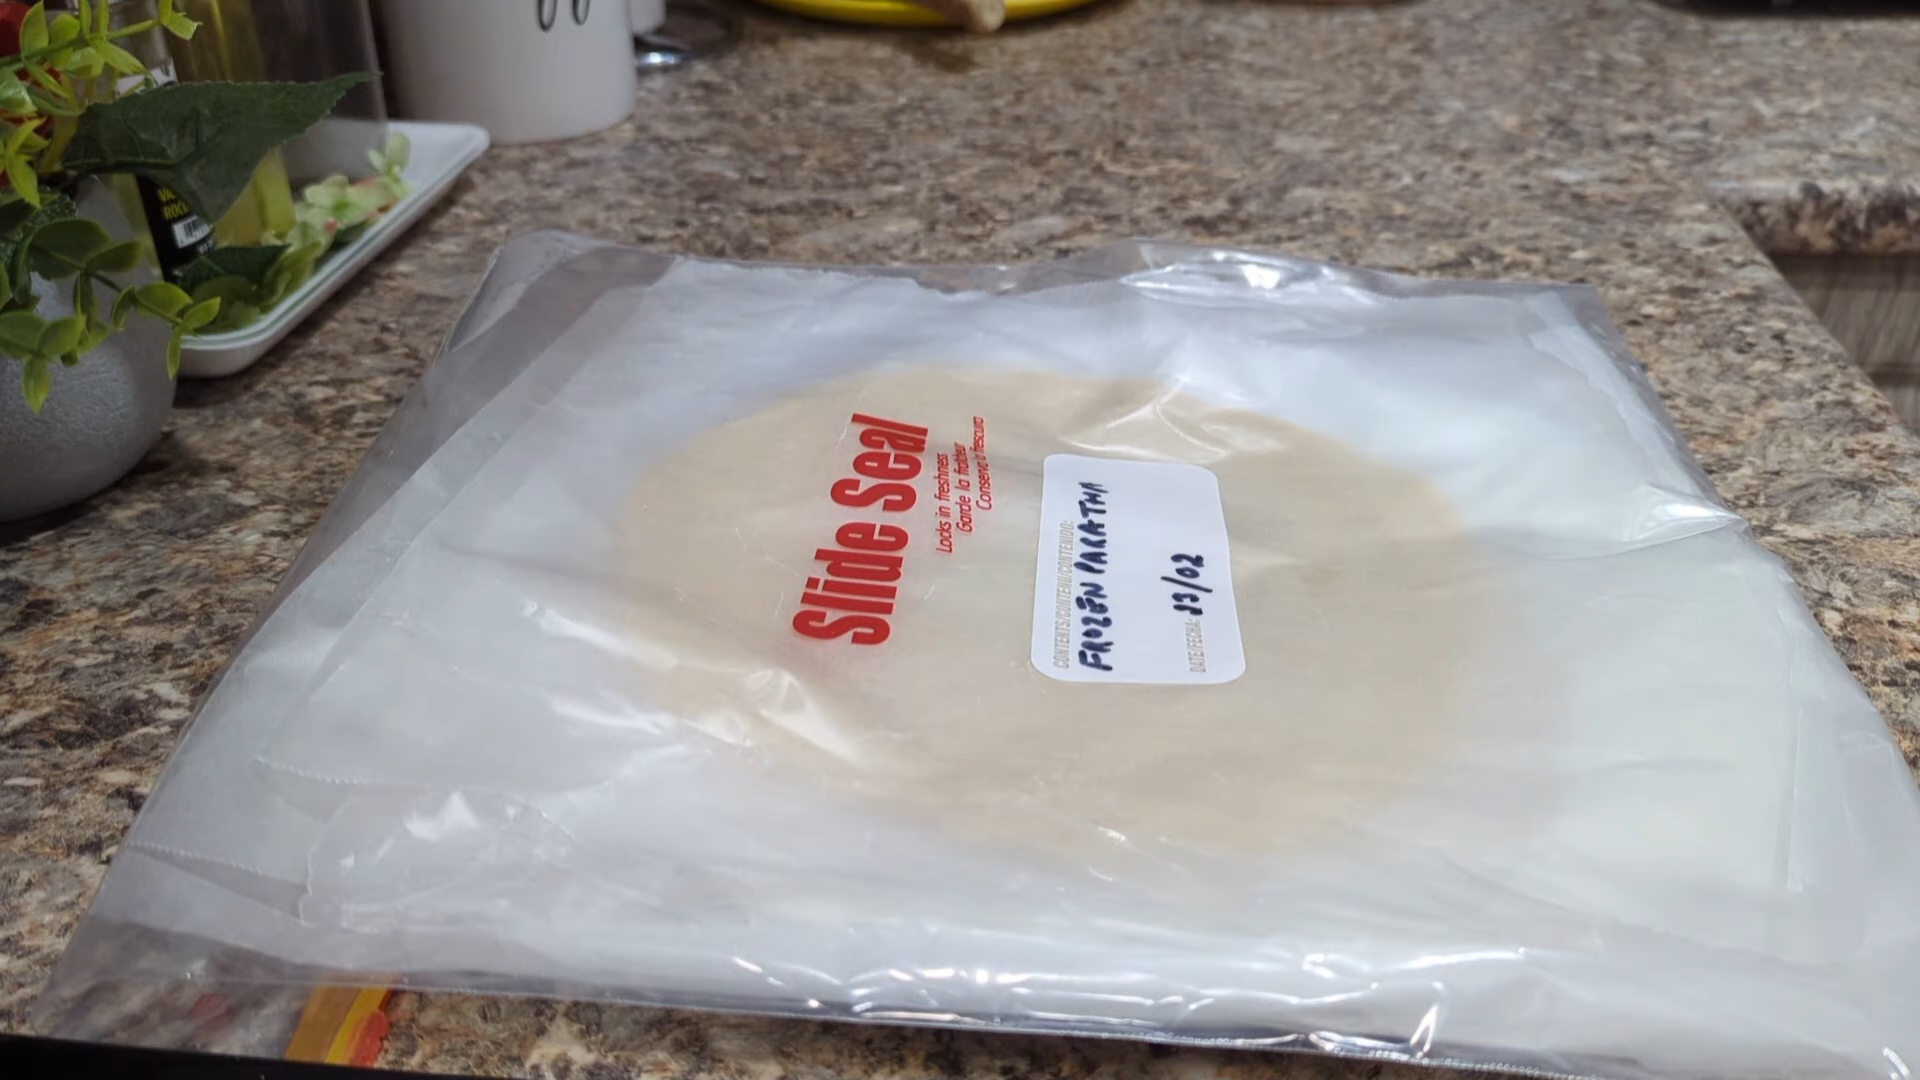 Slide Seal
Locks in freshness
Garde la fraîcheur
Conserva la frescura
CONTENTS/CONTENU/CONTENIDO:
FROZEN PARATHA
DATE/FECHA: 23/02